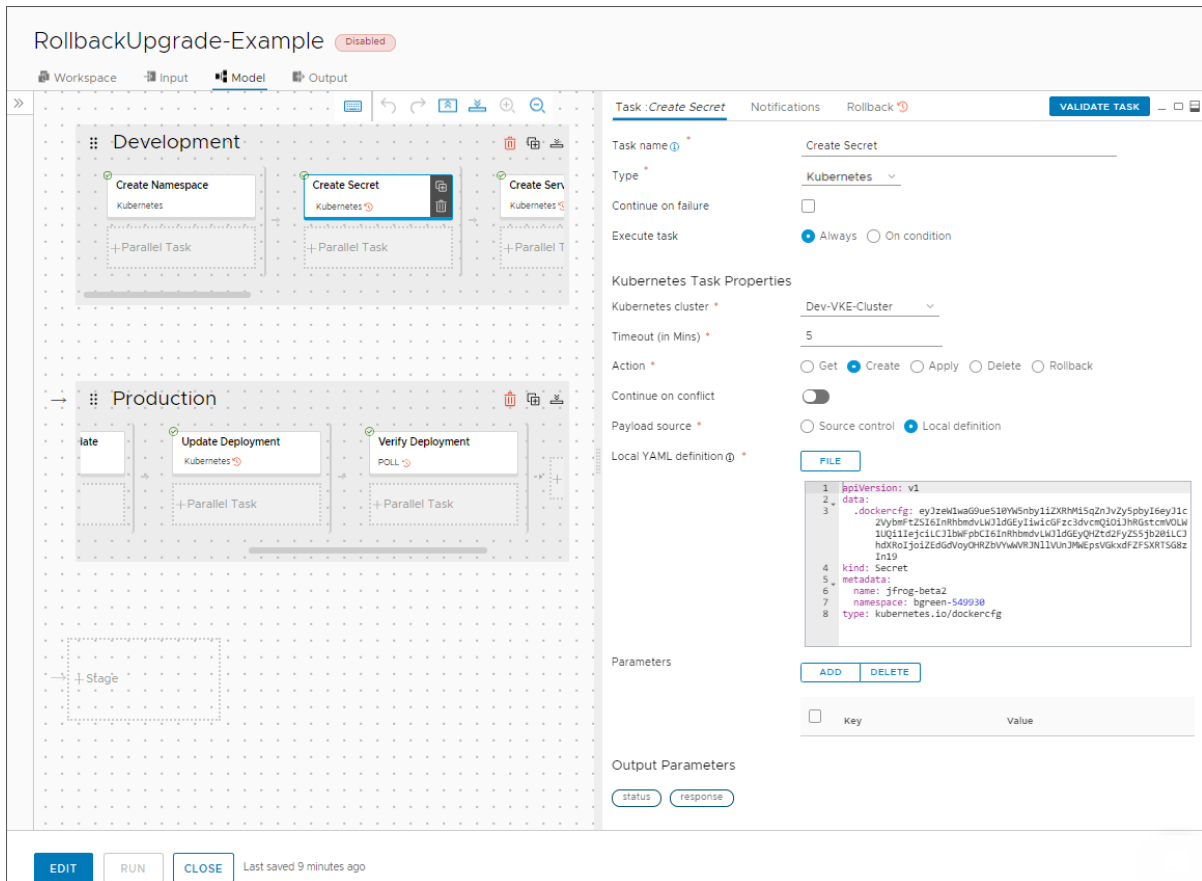 RollbackUpgrade-Example Disabled
Workspace Input Model Output
Task :Create Secret Notifications Rollback VALIDATE TASK
Development
Create Namespace
Kubernetes
Create Secret
Kubernetes
Create Serv
Kubernetes
+ Parallel Task
+ Parallel Task
+ Parallel T
Production
iate
Update Deployment
Kubernetes
Verify Deployment
POLL
+ Parallel Task
+ Parallel Task
+
+ Stage
Task name *
Create Secret
Type *
Kubernetes
Continue on failure
Execute task
Always On condition
Kubernetes Task Properties
Kubernetes cluster *
Dev-VKE-Cluster
Timeout (in Mins) *
5
Action *
Get Create Apply Delete Rollback
Continue on conflict
Payload source *
Source control Local definition
Local YAML definition *
FILE
1 apiVersion: v1
2 data:
3 .dockercfg:
4 kind: Secret
5 metadata:
6 name: jfrog-beta2
7 namespace: bgreen-549930
8 type: kubernetes.io/dockercfg
Parameters
ADD DELETE
Key Value
Output Parameters
status response
EDIT RUN CLOSE Last saved 9 minutes ago